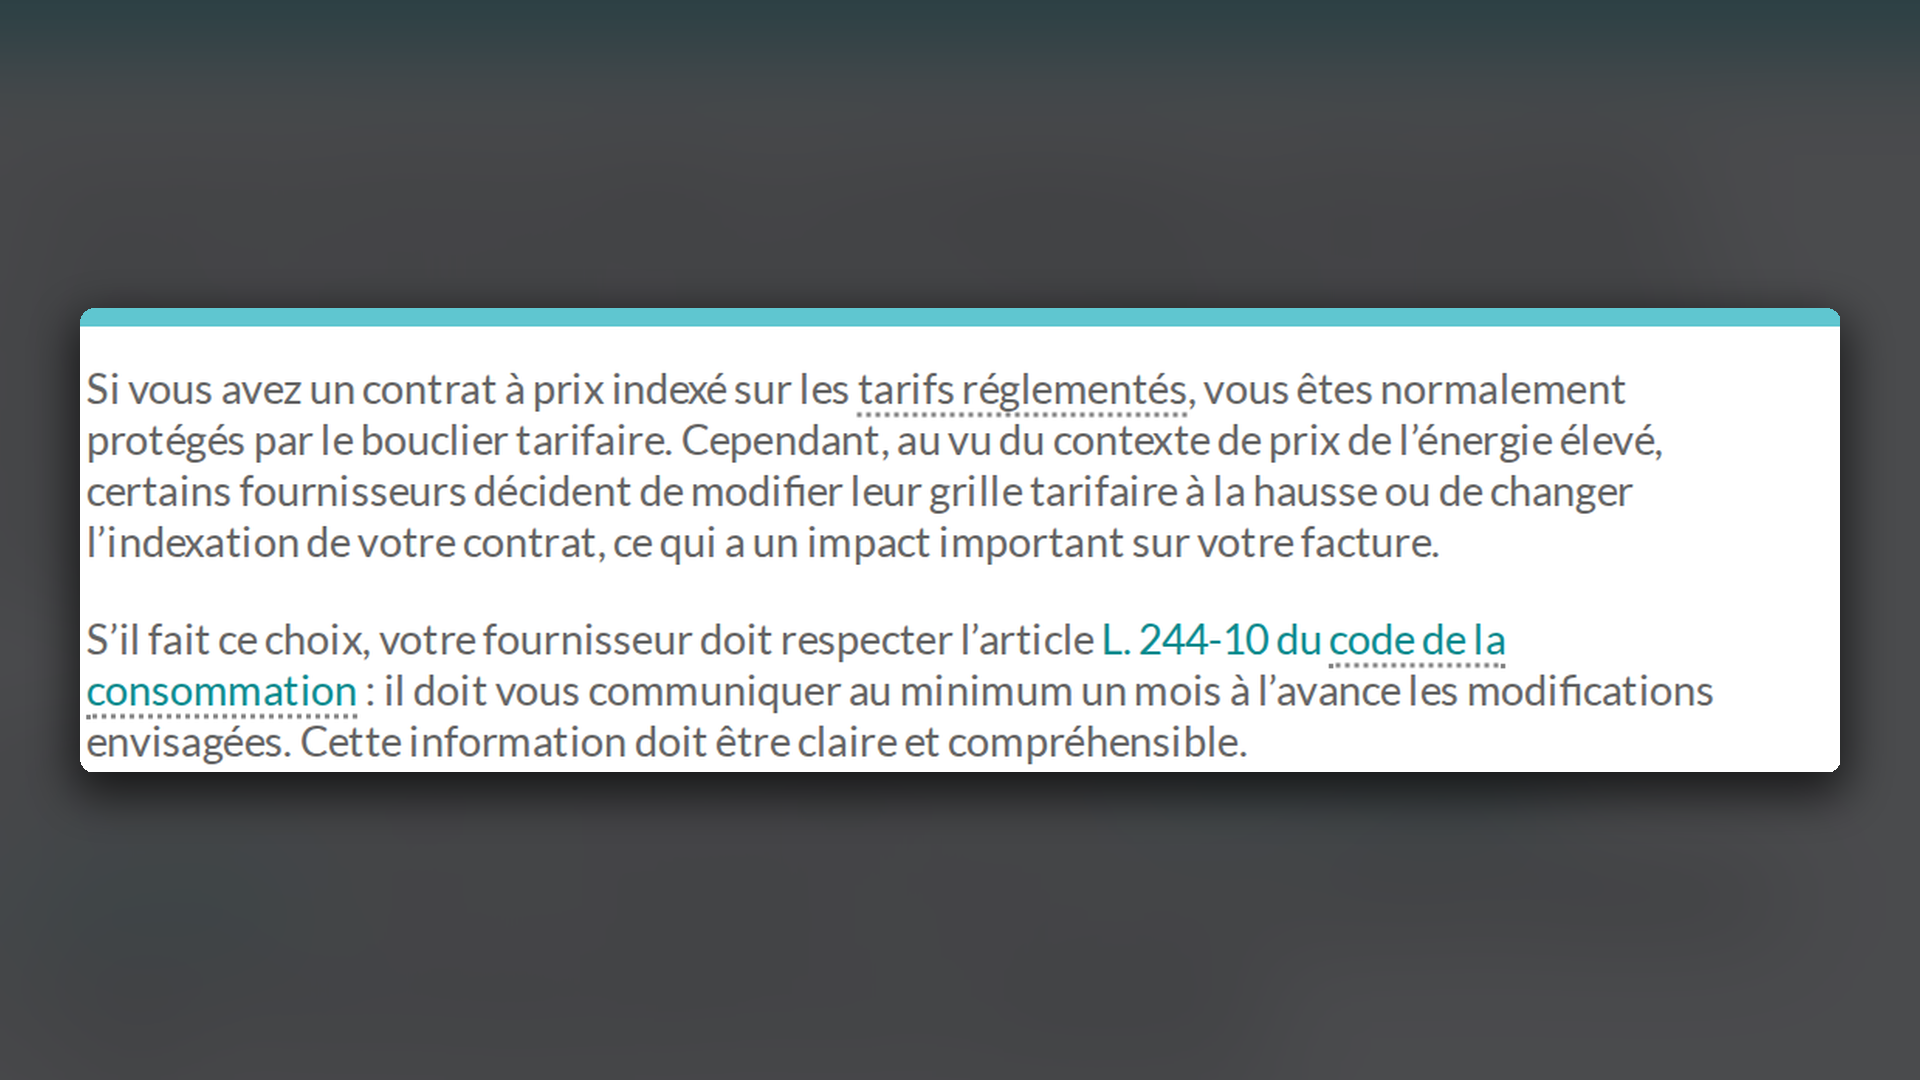 Si vous avez un contrat à prix indexé sur les tarifs réglementés, vous êtes normalement
protégés par le bouclier tarifaire. Cependant, au vu du contexte de prix de l’énergie élevé,
certains fournisseurs décident de modifier leur grille tarifaire à la hausse ou de changer
l’indexation de votre contrat, ce qui a un impact important sur votre facture.
S’il fait ce choix, votre fournisseur doit respecter l’article L. 244-10 du code de la
consommation : il doit vous communiquer au minimum un mois à l’avance les modifications
envisagées. Cette information doit être claire et compréhensible.